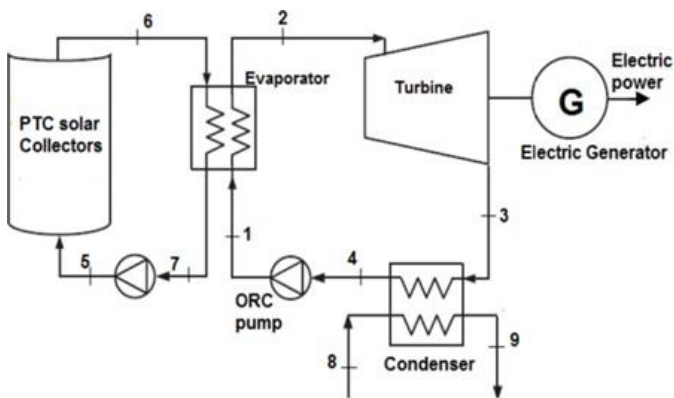 6
2
Electric
power
Evaporator
PTC solar
Collectors
Turbine
G
Electric Generator
3
1
5
7
4
ORC
pump
8
Condenser
9